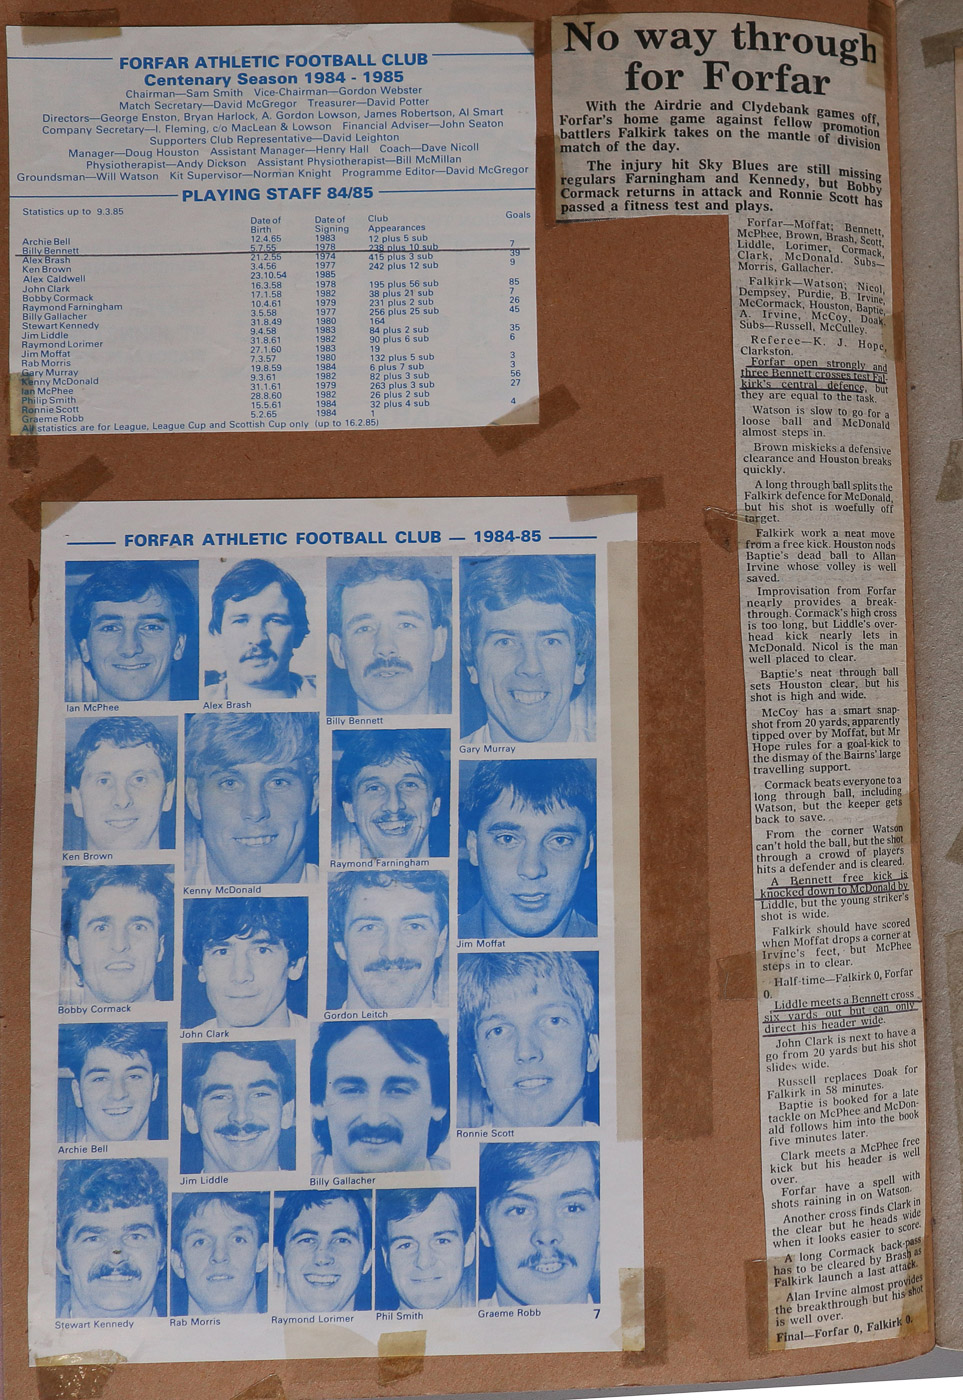 FORFAR ATHLETIC FOOTBALL CLUB
Centenary Season 1984 - 1985
Chairman—Sam Smith Vice-Chairman—Gordon Webster
Match Secretary—David McGregor Treasurer—David Potter
Directors—George Enston, Bryan Harlock, A. Gordon Lowson, James Robertson, Al Smart
Company Secretary—I. Fleming, c/o MacLean & Lowson Financial Adviser—John Seaton
Supporters Club Representative—David Leighton
Manager—Doug Houston Assistant Manager—Henry Hall Coach—Dave Nicoll
Physiotherapist—Andy Dickson Assistant Physiotherapist—Bill McMillan
Groundsman—Will Watson Kit Supervisor—Norman Knight Programme Editor—David McGregor
PLAYING STAFF 84/85
Statistics up to 9.3.85
Date of Birth Date of Signing Club Appearances Goals
Archie Bell 12.4.65 1983 12 plus 5 sub
Billy Bennett 5.7.55 1978 238 plus 10 sub 7
Alex Brash 21.2.55 1974 415 plus 3 sub 39
Ken Brown 3.4.56 1977 242 plus 12 sub 9
Alex Caldwell 23.10.54 1985
John Clark 16.3.58 1978 195 plus 56 sub 85
Bobby Cormack 17.1.58 1982 38 plus 21 sub 7
Raymond Farningham 10.4.61 1979 231 plus 2 sub 26
Billy Gallacher 3.5.58 1977 256 plus 25 sub 45
Stewart Kennedy 31.8.49 1980 164
Jim Liddle 9.4.58 1983 84 plus 2 sub 35
Raymond Lorimer 31.8.61 1982 90 plus 6 sub 6
Jim Moffat 27.1.60 1983 19
Rab Morris 7.3.57 1980 132 plus 5 sub 3
Gary Murray 19.8.59 1984 6 plus 7 sub 3
Kenny McDonald 9.3.61 1982 82 plus 3 sub 56
Ian McPhee 31.1.61 1979 263 plus 3 sub 27
Philip Smith 28.8.60 1982 26 plus 2 sub
Ronnie Scott 15.5.61 1984 32 plus 4 sub 4
Graeme Robb 5.2.65 1984 1
All statistics are for League, League Cup and Scottish Cup only (up to 16.2.85)
FORFAR ATHLETIC FOOTBALL CLUB — 1984-85
Ian McPhee
Alex Brash
Billy Bennett
Gary Murray
Ken Brown
Kenny McDonald
Raymond Farningham
Jim Moffat
Bobby Cormack
John Clark
Gordon Leitch
Ronnie Scott
Archie Bell
Jim Liddle
Billy Gallacher
Stewart Kennedy
Rab Morris
Raymond Lorimer
Phil Smith
Graeme Robb
7
No way through
for Forfar
With the Airdrie and Clydebank games off,
Forfar's home game against fellow promotion
battlers Falkirk takes on the mantle of division
match of the day.
The injury hit Sky Blues are still missing
regulars Farningham and Kennedy, but Bobby
Cormack returns in attack and Ronnie Scott has
passed a fitness test and plays.
Forfar—Moffat; Bennett,
McPhee, Brown, Brash, Scott,
Liddle, Lorimer, Cormack,
Clark, McDonald. Subs—
Morris, Gallacher.
Falkirk—Watson; Nicol,
Dempsey, Purdie, B. Irvine,
McCormack, Houston, Baptie,
A. Irvine, McCoy, Doak.
Subs—Russell, McCulley.
Referee—K. J. Hope,
Clarkston.
Forfar open strongly and
three Bennett crosses test Fal-
kirk's central defence, but
they are equal to the task.
Watson is slow to go for a
loose ball and McDonald
almost steps in.
Brown miskicks a defensive
clearance and Houston breaks
quickly.
A long through ball splits the
Falkirk defence for McDonald,
but his shot is woefully off
target.
Falkirk work a neat move
from a free kick. Houston nods
Baptie's dead ball to Allan
Irvine whose volley is well
saved.
Improvisation from Forfar
nearly provides a break-
through. Cormack's high cross
is too long, but Liddle's over-
head kick nearly lets in
McDonald. Nicol is the man
well placed to clear.
Baptie's neat through ball
sets Houston clear, but his
shot is high and wide.
McCoy has a smart snap-
shot from 20 yards, apparently
tipped over by Moffat, but Mr
Hope rules for a goal-kick to
the dismay of the Bairns' large
travelling support.
Cormack beats everyone to a
long through ball, including
Watson, but the keeper gets
back to save.
From the corner Watson
can't hold the ball, but the shot
through a crowd of players
hits a defender and is cleared.
A Bennett free kick is
knocked down to McDonald by
Liddle, but the young striker's
shot is wide.
Falkirk should have scored
when Moffat drops a corner at
Irvine's feet, but McPhee
steps in to clear.
Half-time—Falkirk 0, Forfar
0.
Liddle meets a Bennett cross
six yards out but can only
direct his header wide.
John Clark is next to have a
go from 20 yards but his shot
slides wide.
Russell replaces Doak for
Falkirk in 58 minutes.
Baptie is booked for a late
tackle on McPhee and McDon-
ald follows him into the book
five minutes later.
Clark meets a McPhee free
kick but his header is well
over.
Forfar have a spell with
shots raining in on Watson.
Another cross finds Clark in
the clear but he heads wide
when it looks easier to score.
A long Cormack back-pass
has to be cleared by Brash as
Falkirk launch a last attack.
Alan Irvine almost provides
the breakthrough but his shot
is well over.
Final—Forfar 0, Falkirk 0.